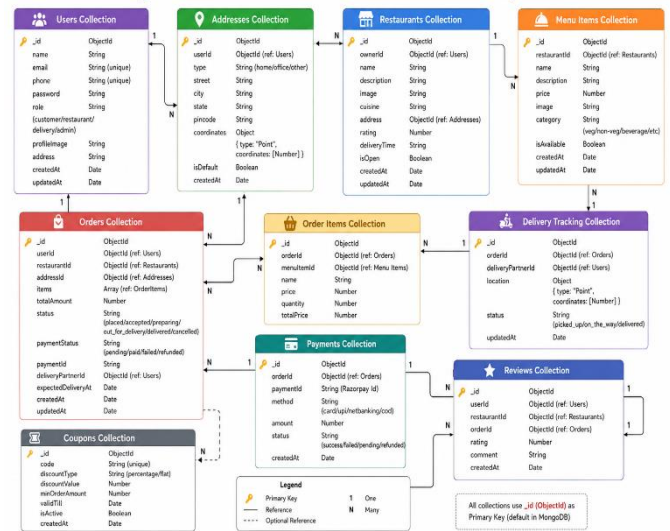 Users Collection
_id ObjectId
name String
email String (unique)
phone String (unique)
password String
role String
(customer/restaurant/
delivery/admin)
profileImage String
address String
createdAt Date
updatedAt Date
Addresses Collection
_id ObjectId
userId ObjectId (ref: Users)
type String (home/office/other)
street String
city String
state String
pincode String
coordinates Object
{ type: "Point",
coordinates: [Number] }
isDefault Boolean
createdAt Date
Restaurants Collection
_id ObjectId
ownerId ObjectId (ref: Users)
name String
description String
image String
cuisine String
address ObjectId (ref: Addresses)
rating Number
deliveryTime String
isOpen Boolean
createdAt Date
updatedAt Date
Menu Items Collection
_id ObjectId
restaurantId ObjectId (ref: Restaurants)
name String
description String
price Number
image String
category String
(veg/non-veg/beverage/etc)
isAvailable Boolean
createdAt Date
updatedAt Date
1
N
1
N
1
N
N
1
1
1
Orders Collection
_id ObjectId
userId ObjectId (ref: Users)
restaurantId ObjectId (ref: Restaurants)
addressId ObjectId (ref: Addresses)
items Array (ref: OrderItems)
totalAmount Number
status String
(placed/accepted/preparing/
out_for_delivery/delivered/cancelled)
paymentStatus String
(pending/paid/failed/refunded)
paymentId String
deliveryPartnerId ObjectId (ref: Users)
expectedDeliveryAt Date
createdAt Date
updatedAt Date
N
N
Order Items Collection
_id ObjectId
orderId ObjectId (ref: Orders)
menuItemId ObjectId (ref: Menu Items)
name String
price Number
quantity Number
totalPrice Number
N
1
Delivery Tracking Collection
_id ObjectId
orderId ObjectId (ref: Orders)
deliveryPartnerId ObjectId (ref: Users)
location Object
{ type: "Point",
coordinates: [Number] }
status String
(picked_up/on_the_way/delivered)
updatedAt Date
Payments Collection
_id ObjectId
orderId ObjectId (ref: Orders)
paymentId String (Razorpay Id)
method String
(card/upi/netbanking/cod)
amount Number
status String
(success/failed/pending/refunded)
createdAt Date
1
1
N
N
Reviews Collection
_id ObjectId
userId ObjectId (ref: Users)
restaurantId ObjectId (ref: Restaurants)
orderId ObjectId (ref: Orders)
rating Number
comment String
createdAt Date
1
1
Coupons Collection
_id ObjectId
code String (unique)
discountType String (percentage/flat)
discountValue Number
minOrderAmount Number
validTill Date
isActive Boolean
createdAt Date
N
Legend
Primary Key 1 One
Reference N Many
Optional Reference
All collections use _id (ObjectId) as
Primary Key (default in MongoDB)